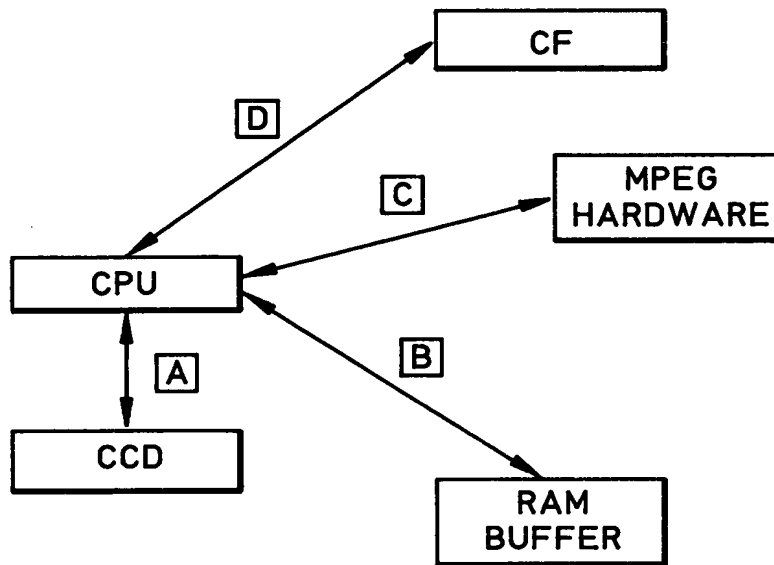 CF
D
MPEG
HARDWARE
C
CPU
B
A
CCD
RAM
BUFFER